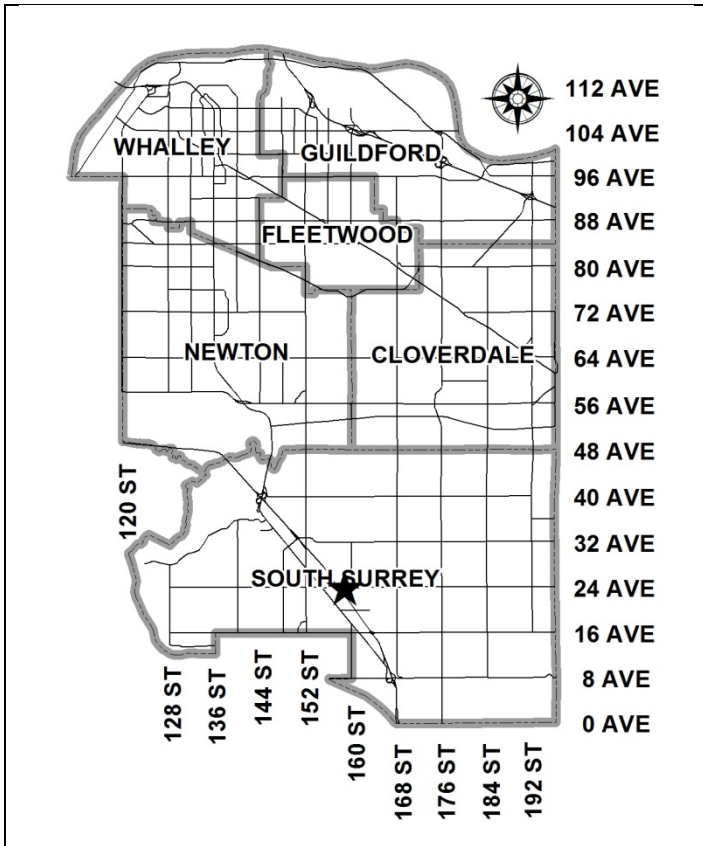 112 AVE
104 AVE
WHALLEY
GUILDFORD
96 AVE
88 AVE
FLEETWOOD
80 AVE
72 AVE
NEWTON
CLOVERDALE
64 AVE
56 AVE
48 AVE
120 ST
40 AVE
32 AVE
SOUTH SURREY
24 AVE
16 AVE
8 AVE
0 AVE
128 ST
136 ST
144 ST
152 ST
160 ST
168 ST
176 ST
184 ST
192 ST